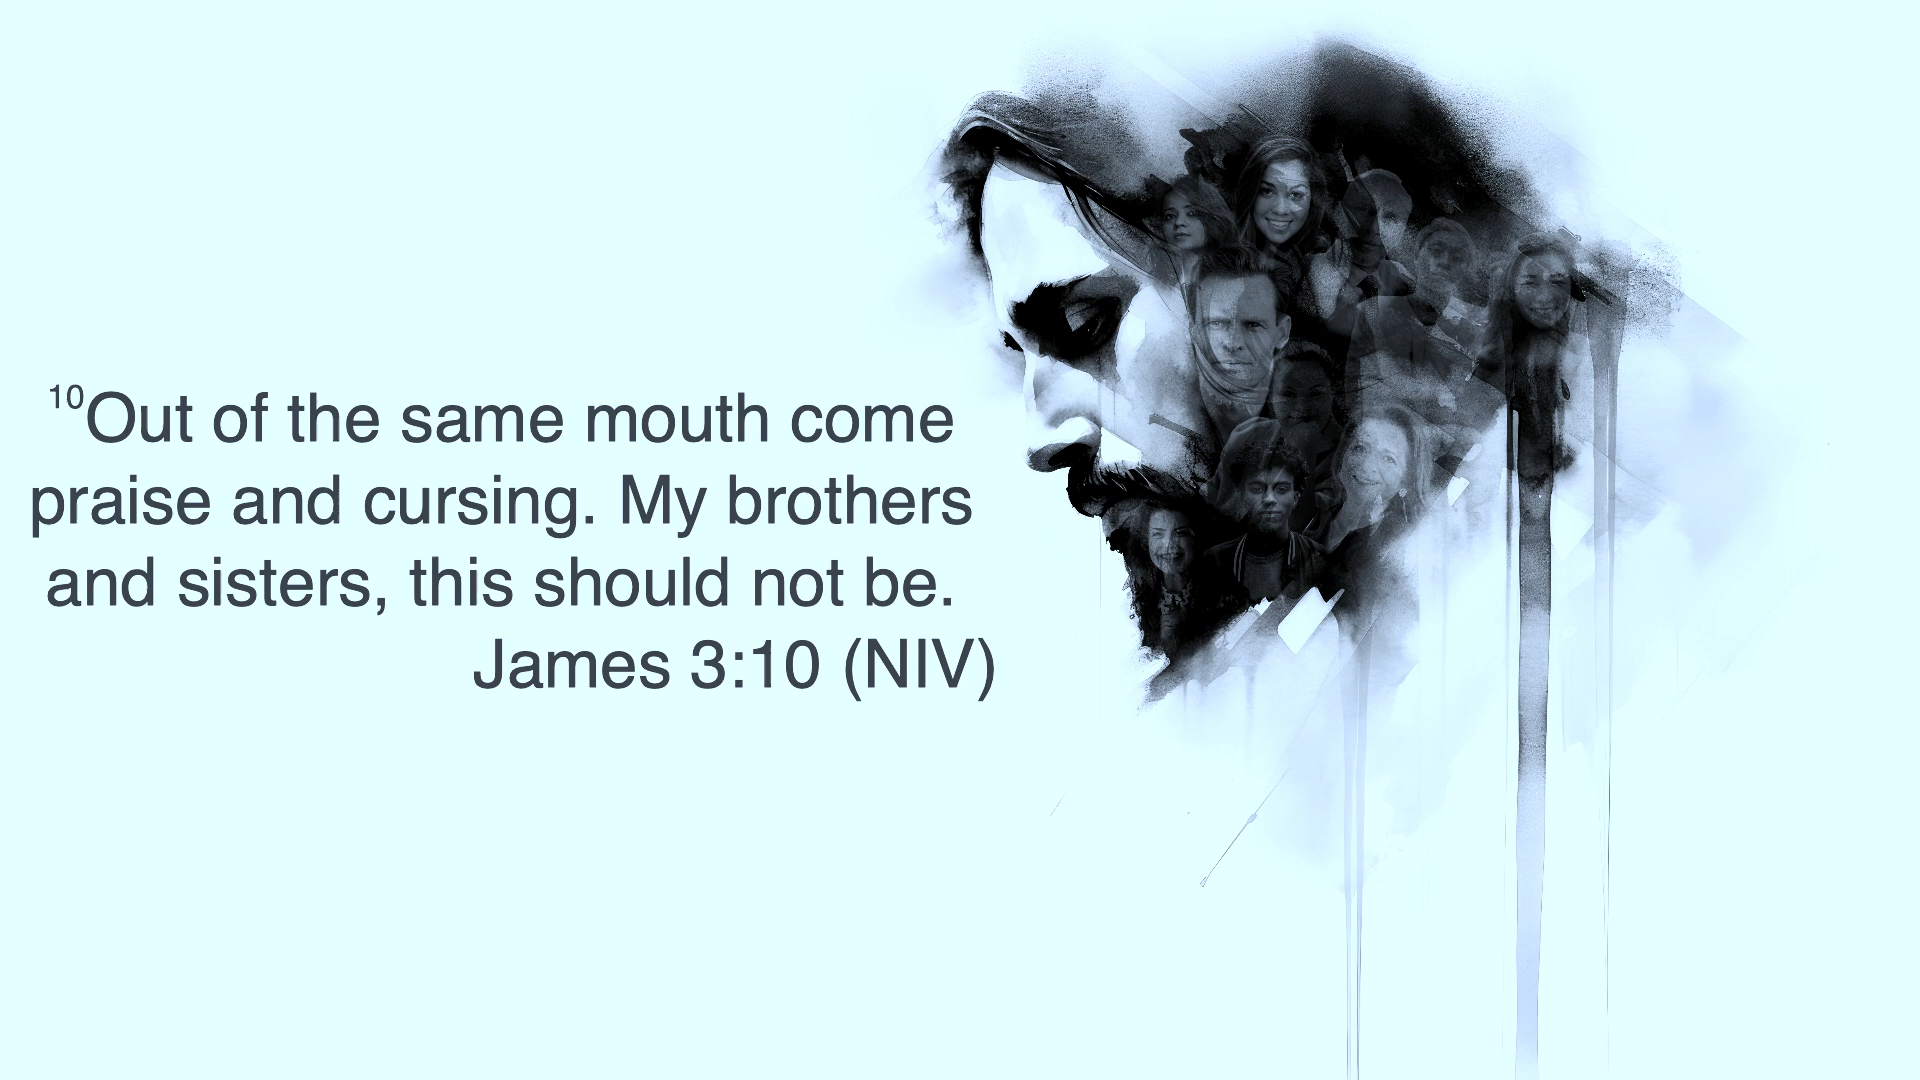 10Out of the same mouth come
praise and cursing. My brothers
and sisters, this should not be.
James 3:10 (NIV)